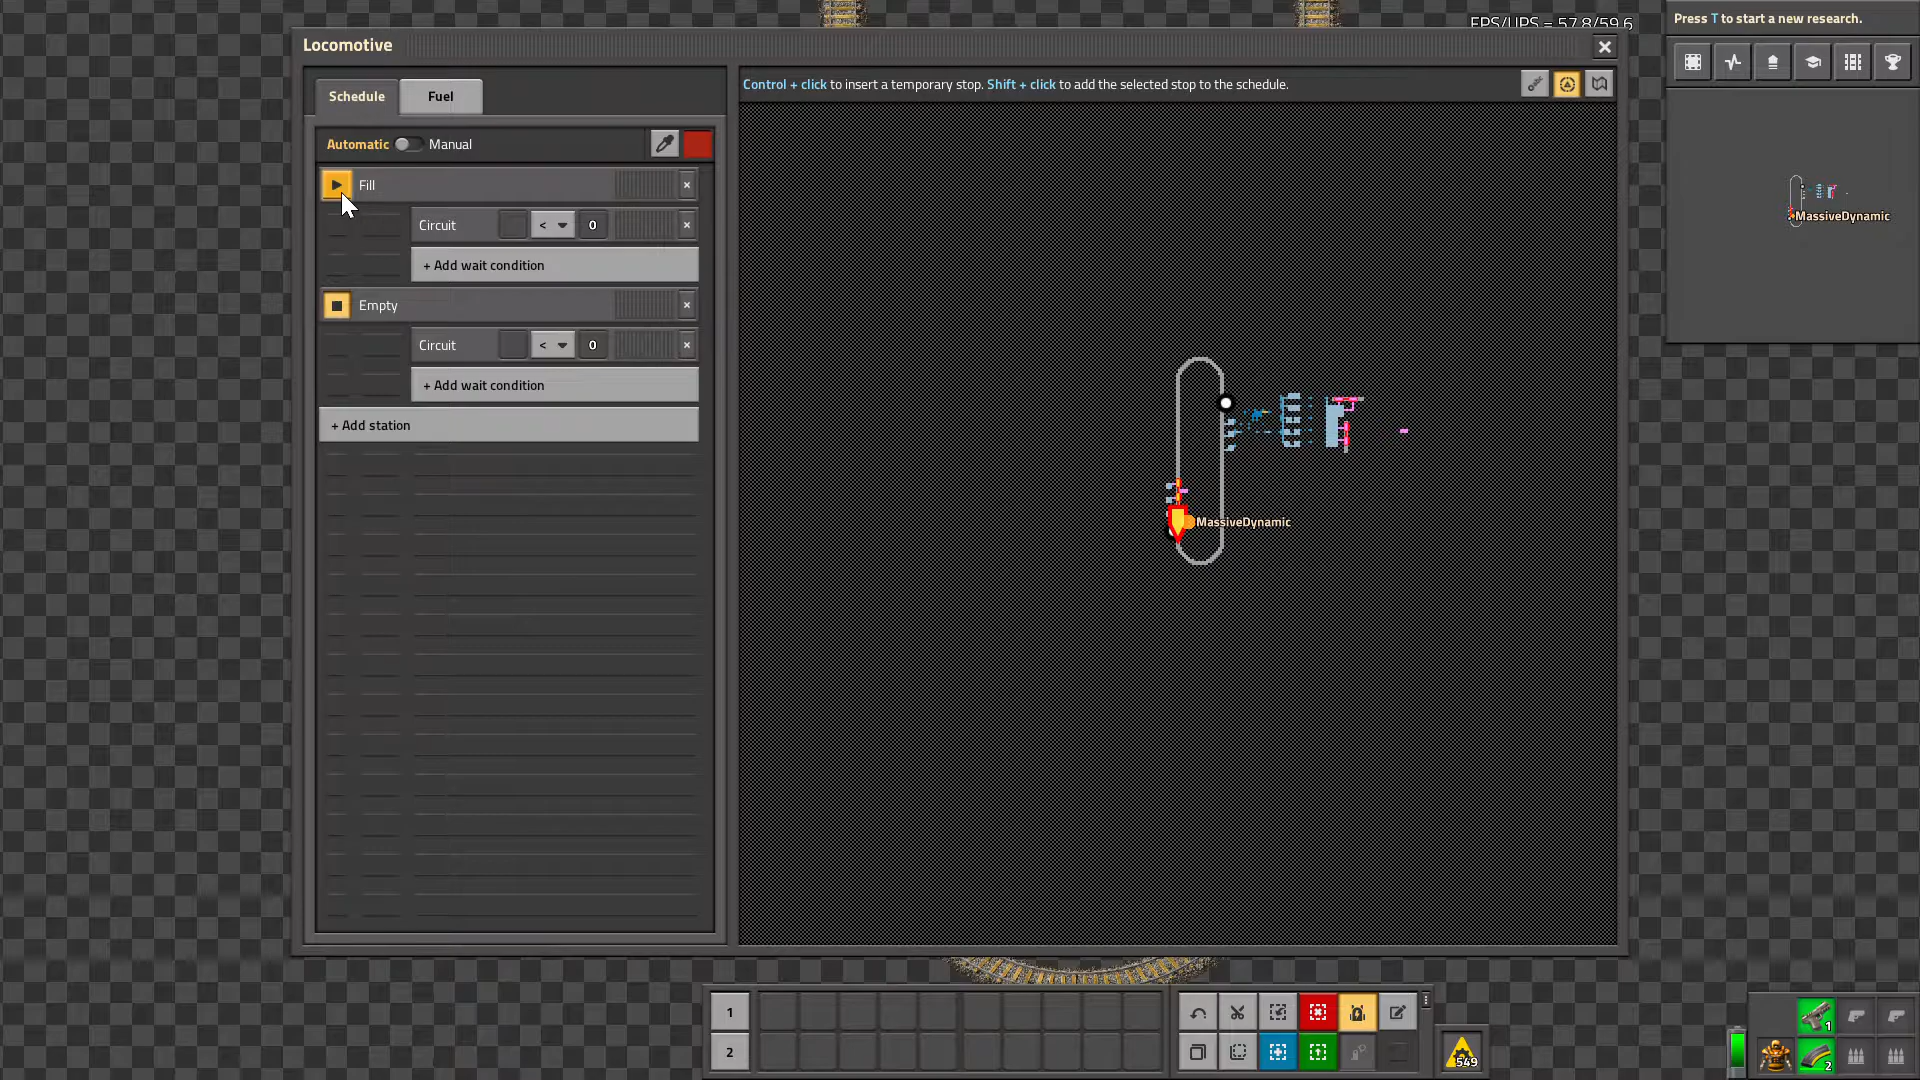 FPS/UPS = 57.8/59.6
Press T to start a new research.
Locomotive
Control + click to insert a temporary stop. Shift + click to add the selected stop to the schedule.
Schedule
Fuel
Automatic
Manual
Fill
Circuit
<
0
+ Add wait condition
Empty
Circuit
<
0
+ Add wait condition
+ Add station
MassiveDynamic
MassiveDynamic
1
2
549
1
2